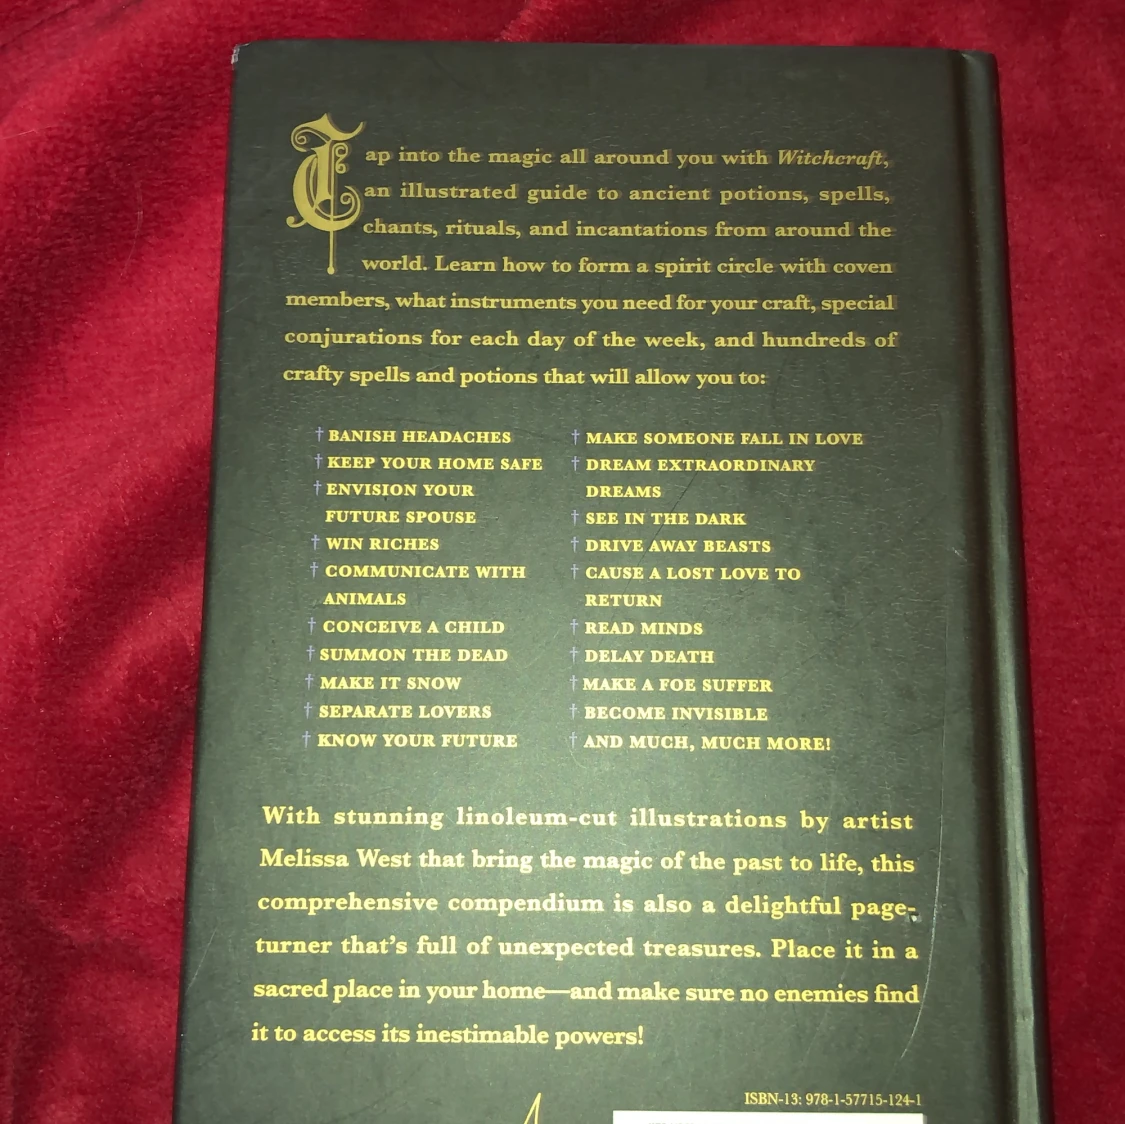 Tap into the magic all around you with Witchcraft,
an illustrated guide to ancient potions, spells,
chants, rituals, and incantations from around the
world. Learn how to form a spirit circle with coven
members, what instruments you need for your craft, special
conjurations for each day of the week, and hundreds of
crafty spells and potions that will allow you to:
† BANISH HEADACHES
† KEEP YOUR HOME SAFE
† ENVISION YOUR
FUTURE SPOUSE
† WIN RICHES
† COMMUNICATE WITH
ANIMALS
† CONCEIVE A CHILD
† SUMMON THE DEAD
† MAKE IT SNOW
† SEPARATE LOVERS
† KNOW YOUR FUTURE
† MAKE SOMEONE FALL IN LOVE
† DREAM EXTRAORDINARY
DREAMS
† SEE IN THE DARK
† DRIVE AWAY BEASTS
† CAUSE A LOST LOVE TO
RETURN
† READ MINDS
† DELAY DEATH
† MAKE A FOE SUFFER
† BECOME INVISIBLE
† AND MUCH, MUCH MORE!
With stunning linoleum-cut illustrations by artist
Melissa West that bring the magic of the past to life, this
comprehensive compendium is also a delightful page-
turner that's full of unexpected treasures. Place it in a
sacred place in your home—and make sure no enemies find
it to access its inestimable powers!
ISBN-13: 978-1-57715-124-1